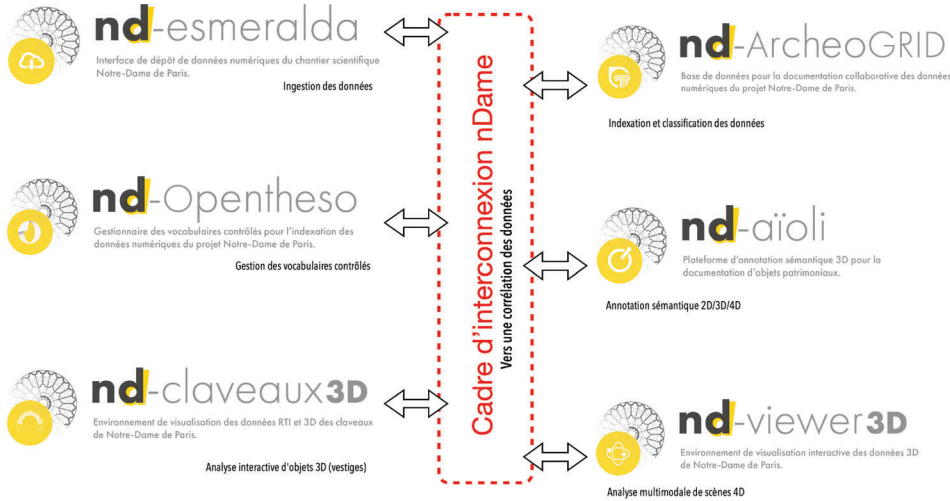 nd-esmeralda
Interface de dépôt de données numériques du chantier scientifique
Notre-Dame de Paris.
Ingestion des données
nd-Opentheso
Gestionnaire des vocabulaires contrôlés pour l'indexation des
données numériques du projet Notre-Dame de Paris.
Gestion des vocabulaires contrôlés
nd-claveaux3D
Environnement de visualisation des données RTI et 3D des claveaux
de Notre-Dame de Paris.
Analyse interactive d'objets 3D (vestiges)
Cadre d'interconnexion nDame
Vers une corrélation des données
nd-ArcheoGRID
Base de données pour la documentation collaborative des données
numériques du projet Notre-Dame de Paris.
Indexation et classification des données
nd-aïoli
Plateforme d'annotation sémantique 3D pour la
documentation d'objets patrimoniaux.
Annotation sémantique 2D/3D/4D
nd-viewer3D
Environnement de visualisation interactive des données 3D
de Notre-Dame de Paris.
Analyse multimodale de scènes 4D